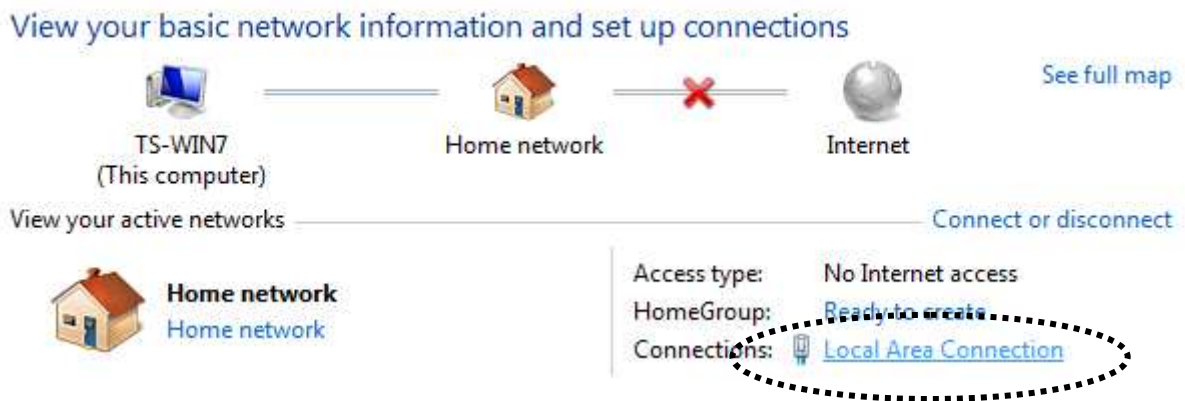 View your basic network information and set up connections
See full map
TS-WIN7
(This computer)
Home network
Internet
View your active networks
Connect or disconnect
Home network
Home network
Access type: No Internet access
HomeGroup: Ready to create
Connections: Local Area Connection